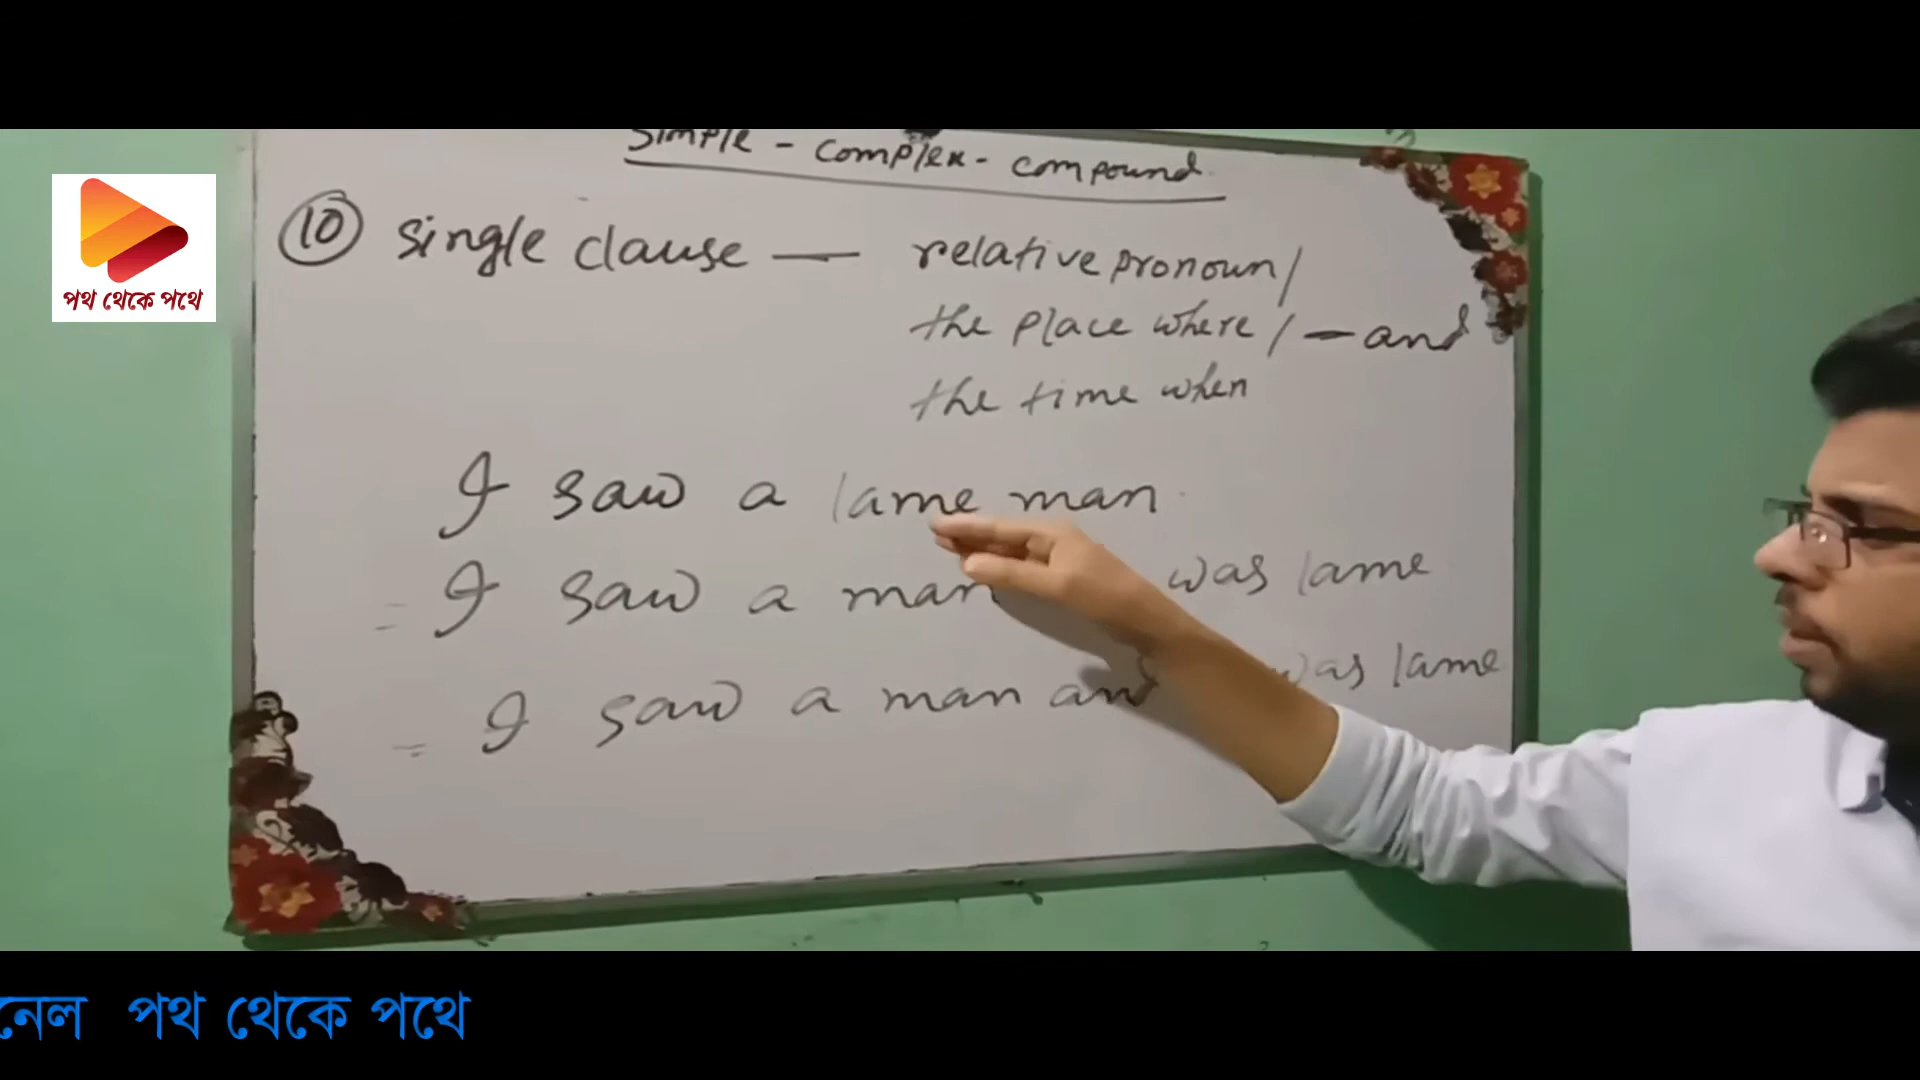 Simple - complex - compound
10 single clause — relative pronoun /
the place where / — and
the time when
I saw a lame man.
= I saw a man was lame
= I saw a man and was lame
পথ থেকে পথে
নেল পথ থেকে পথে